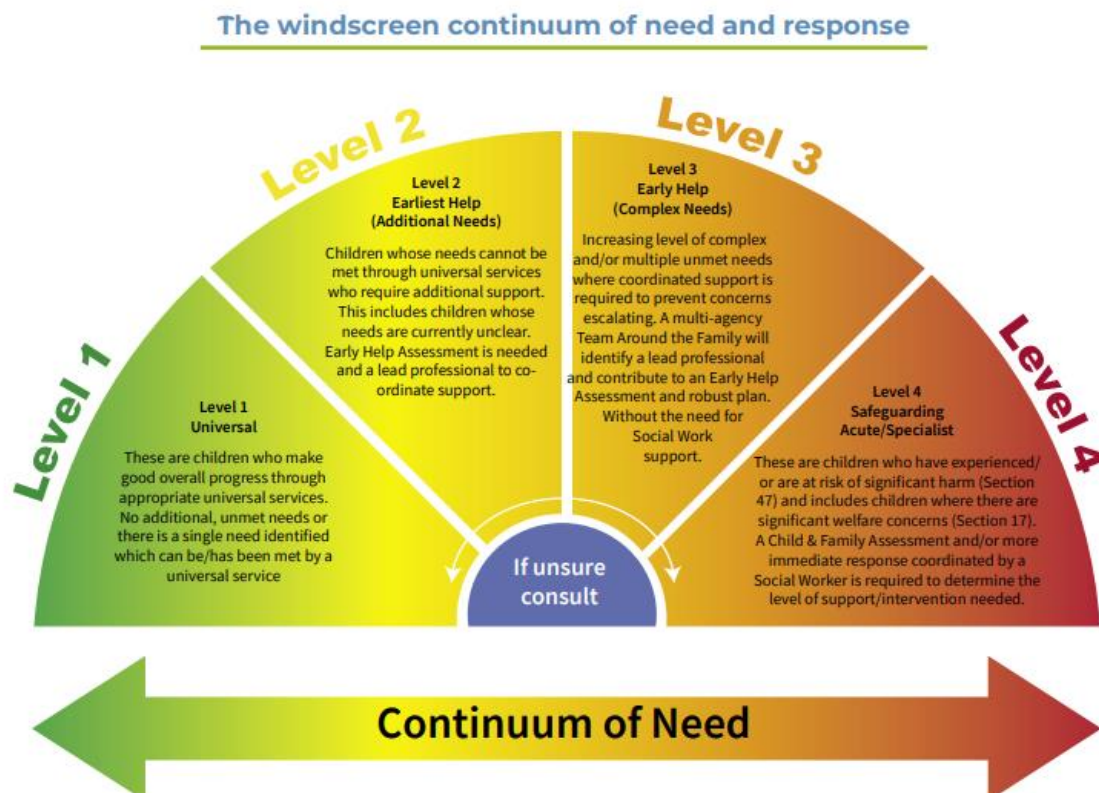 The windscreen continuum of need and response
Level 1
Level 2
Level 3
Level 4
Level 1
Universal
These are children who make
good overall progress through
appropriate universal services.
No additional, unmet needs or
there is a single need identified
which can be/has been met by a
universal service
Level 2
Earliest Help
(Additional Needs)
Children whose needs cannot be
met through universal services
who require additional support.
This includes children whose
needs are currently unclear.
Early Help Assessment is needed
and a lead professional to co-
ordinate support.
Level 3
Early Help
(Complex Needs)
Increasing level of complex
and/or multiple unmet needs
where coordinated support is
required to prevent concerns
escalating. A multi-agency
Team Around the Family will
identify a lead professional
and contribute to an Early Help
Assessment and robust plan.
Without the need for
Social Work
support.
Level 4
Safeguarding
Acute/Specialist
These are children who have experienced/
or are at risk of significant harm (Section
47) and includes children where there are
significant welfare concerns (Section 17).
A Child & Family Assessment and/or more
immediate response coordinated by a
Social Worker is required to determine the
level of support/intervention needed.
If unsure
consult
Continuum of Need